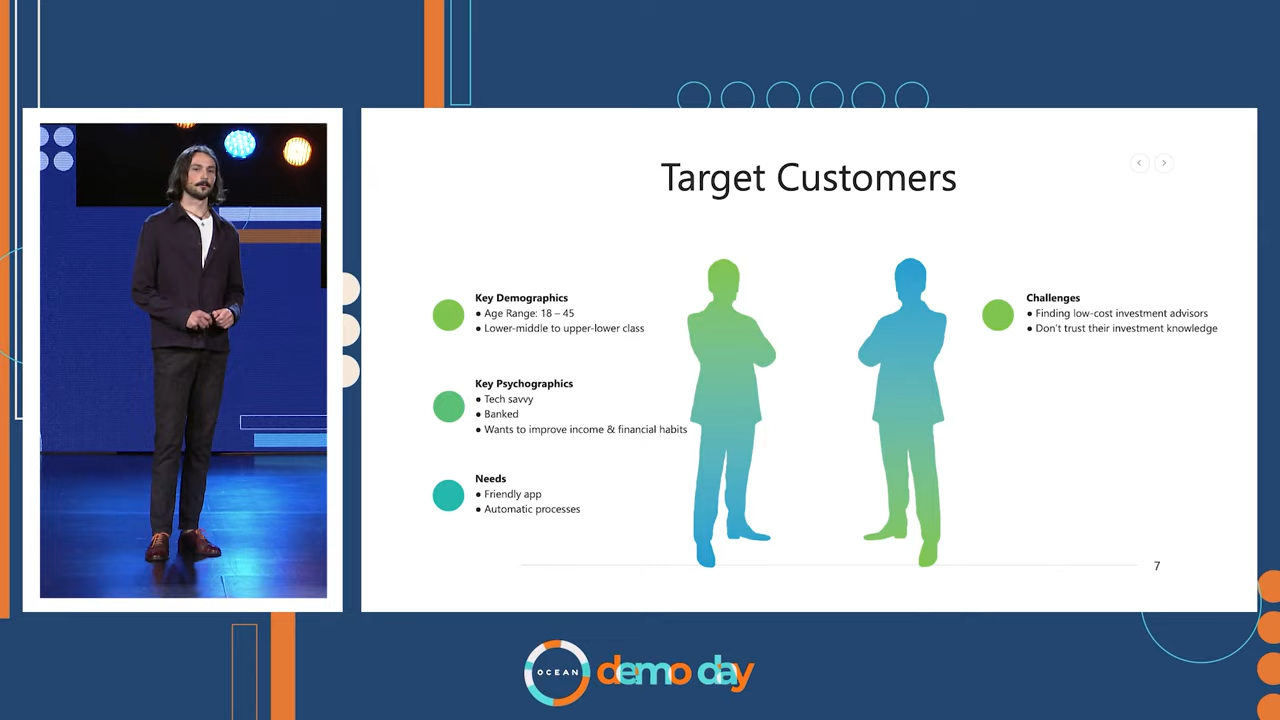 Target Customers
Key Demographics
● Age Range: 18 – 45
● Lower-middle to upper-lower class
Key Psychographics
● Tech savvy
● Banked
● Wants to improve income & financial habits
Needs
● Friendly app
● Automatic processes
Challenges
● Finding low-cost investment advisors
● Don't trust their investment knowledge
7
OCEAN demo day